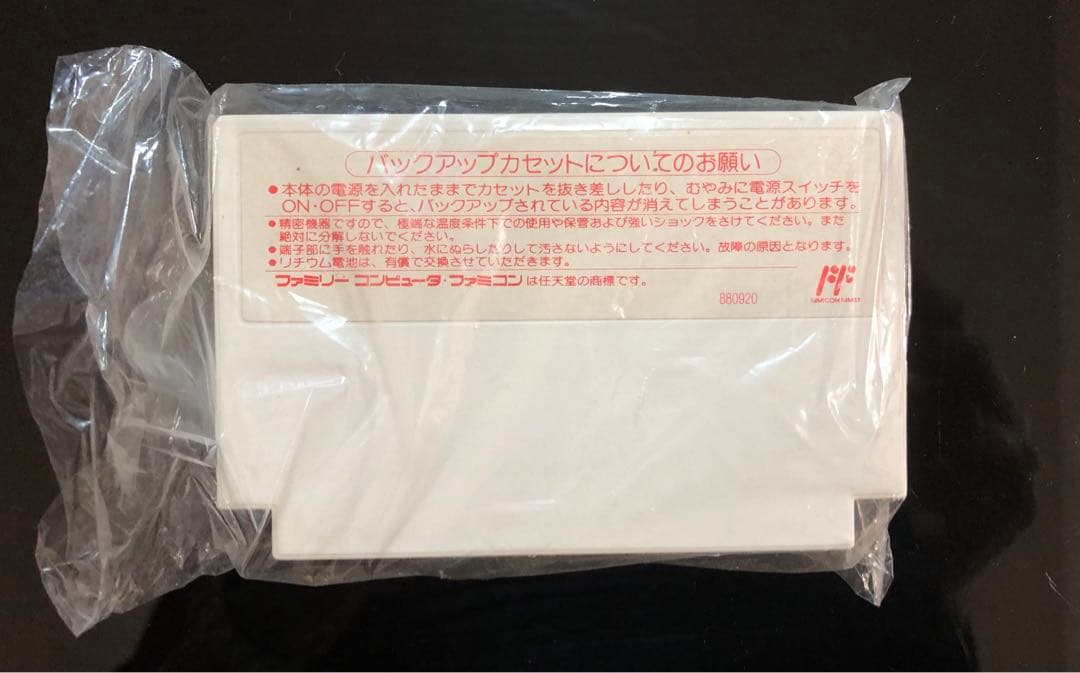 バックアップカセットについてのお願い
●本体の電源を入れたままでカセットを抜き差ししたり、むやみに電源スイッチを
ON・OFFすると、バックアップされている内容が消えてしまうことがあります。
●精密機器ですので、極端な温度条件下での使用や保管および強いショックをさけてください。また
絶対に分解しないでください。
●端子部に手を触れたり、水にぬらしたりして汚さないようにしてください。故障の原因となります。
●リチウム電池は、有償で交換させていただきます。
ファミリーコンピュータ・ファミコンは任天堂の商標です。
880920
FF
FAMICOM FAMILY